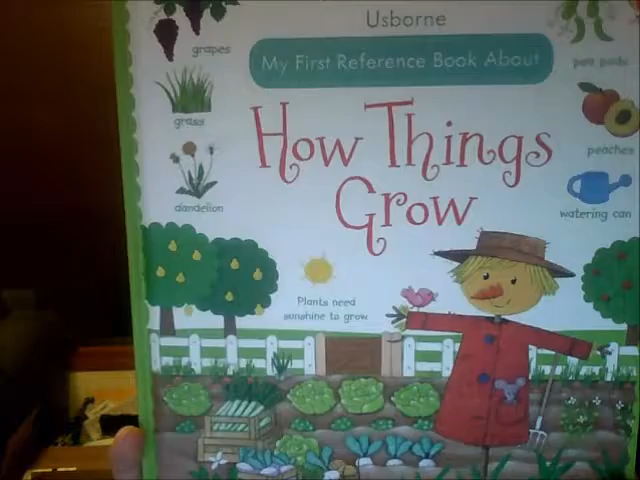 Usborne
My First Reference Book About
How Things
Grow
grapes
grass
dandelion
pea pods
peaches
watering can
Plants need
sunshine to grow